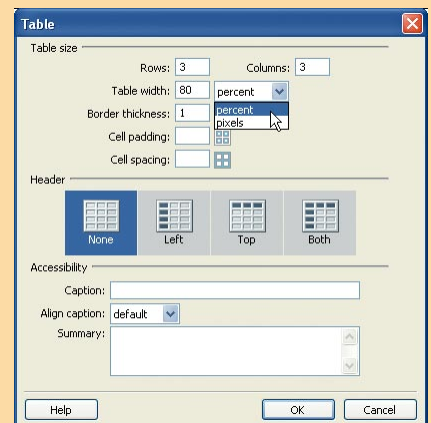 Table
Table size
Rows: 3 Columns: 3
Table width: 80 percent
percent
pixels
Border thickness: 1
Cell padding:
Cell spacing:
Header
None Left Top Both
Accessibility
Caption:
Align caption: default
Summary:
Help OK Cancel